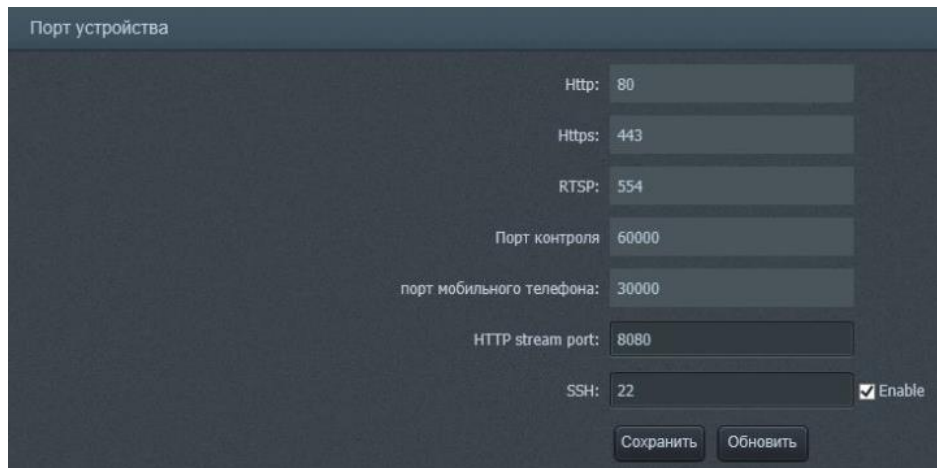 Порт устройства
Http: 80
Https: 443
RTSP: 554
Порт контроля 60000
порт мобильного телефона: 30000
HTTP stream port: 8080
SSH: 22 Enable
Сохранить Обновить